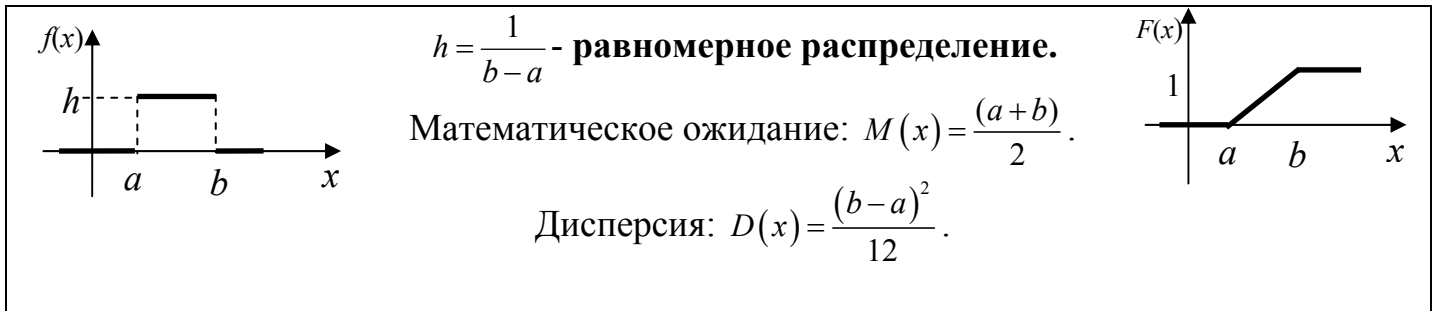 f(x)
h
a b x
h = 1/(b − a) - равномерное распределение.
Математическое ожидание: M(x) = (a + b)/2 .
Дисперсия: D(x) = (b − a)²/12 .
F(x)
1
a b x